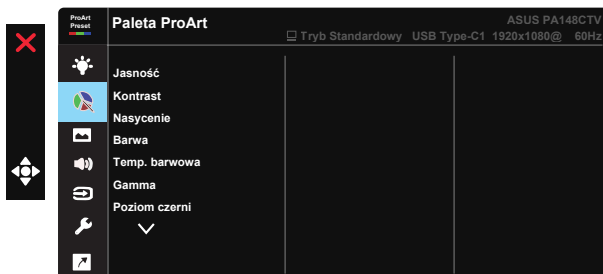 ProArt
Preset
Paleta ProArt
ASUS PA148CTV
Tryb Standardowy USB Type-C1 1920x1080@ 60Hz
Jasność
Kontrast
Nasycenie
Barwa
Temp. barwowa
Gamma
Poziom czerni